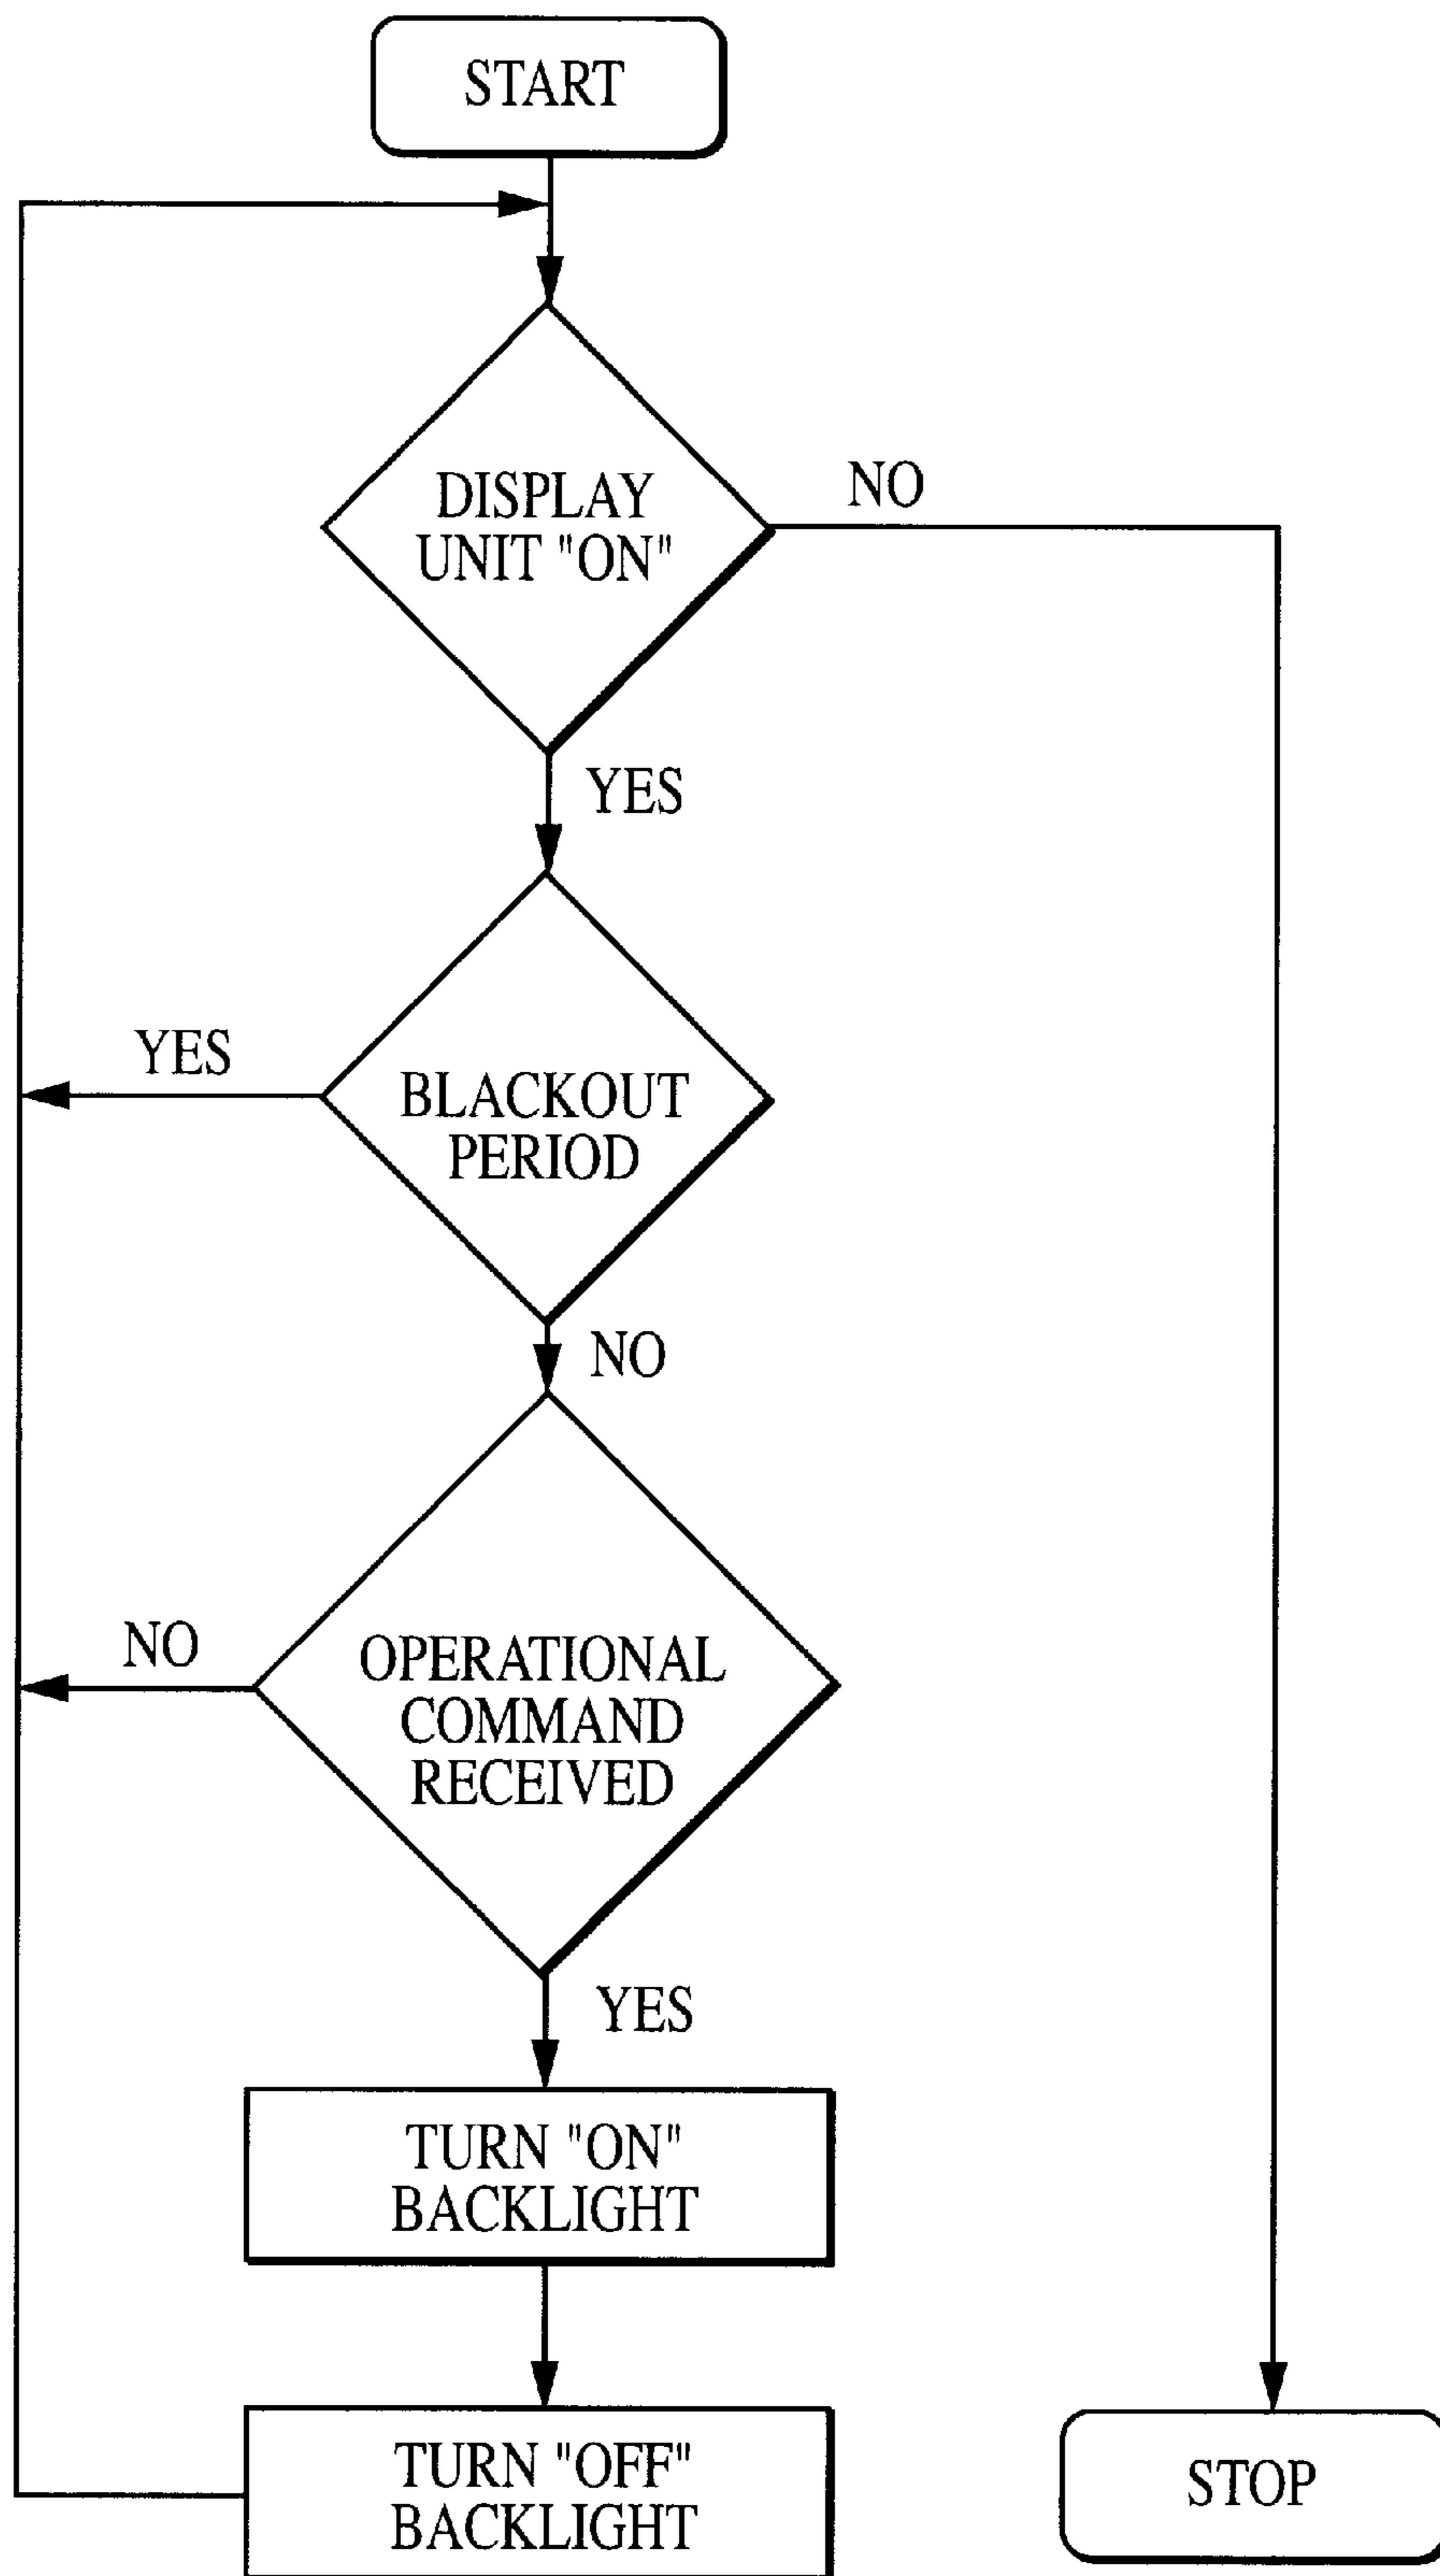 START
DISPLAY
UNIT "ON"
NO
YES
YES
BLACKOUT
PERIOD
NO
NO
OPERATIONAL
COMMAND
RECEIVED
YES
TURN "ON"
BACKLIGHT
TURN "OFF"
BACKLIGHT
STOP